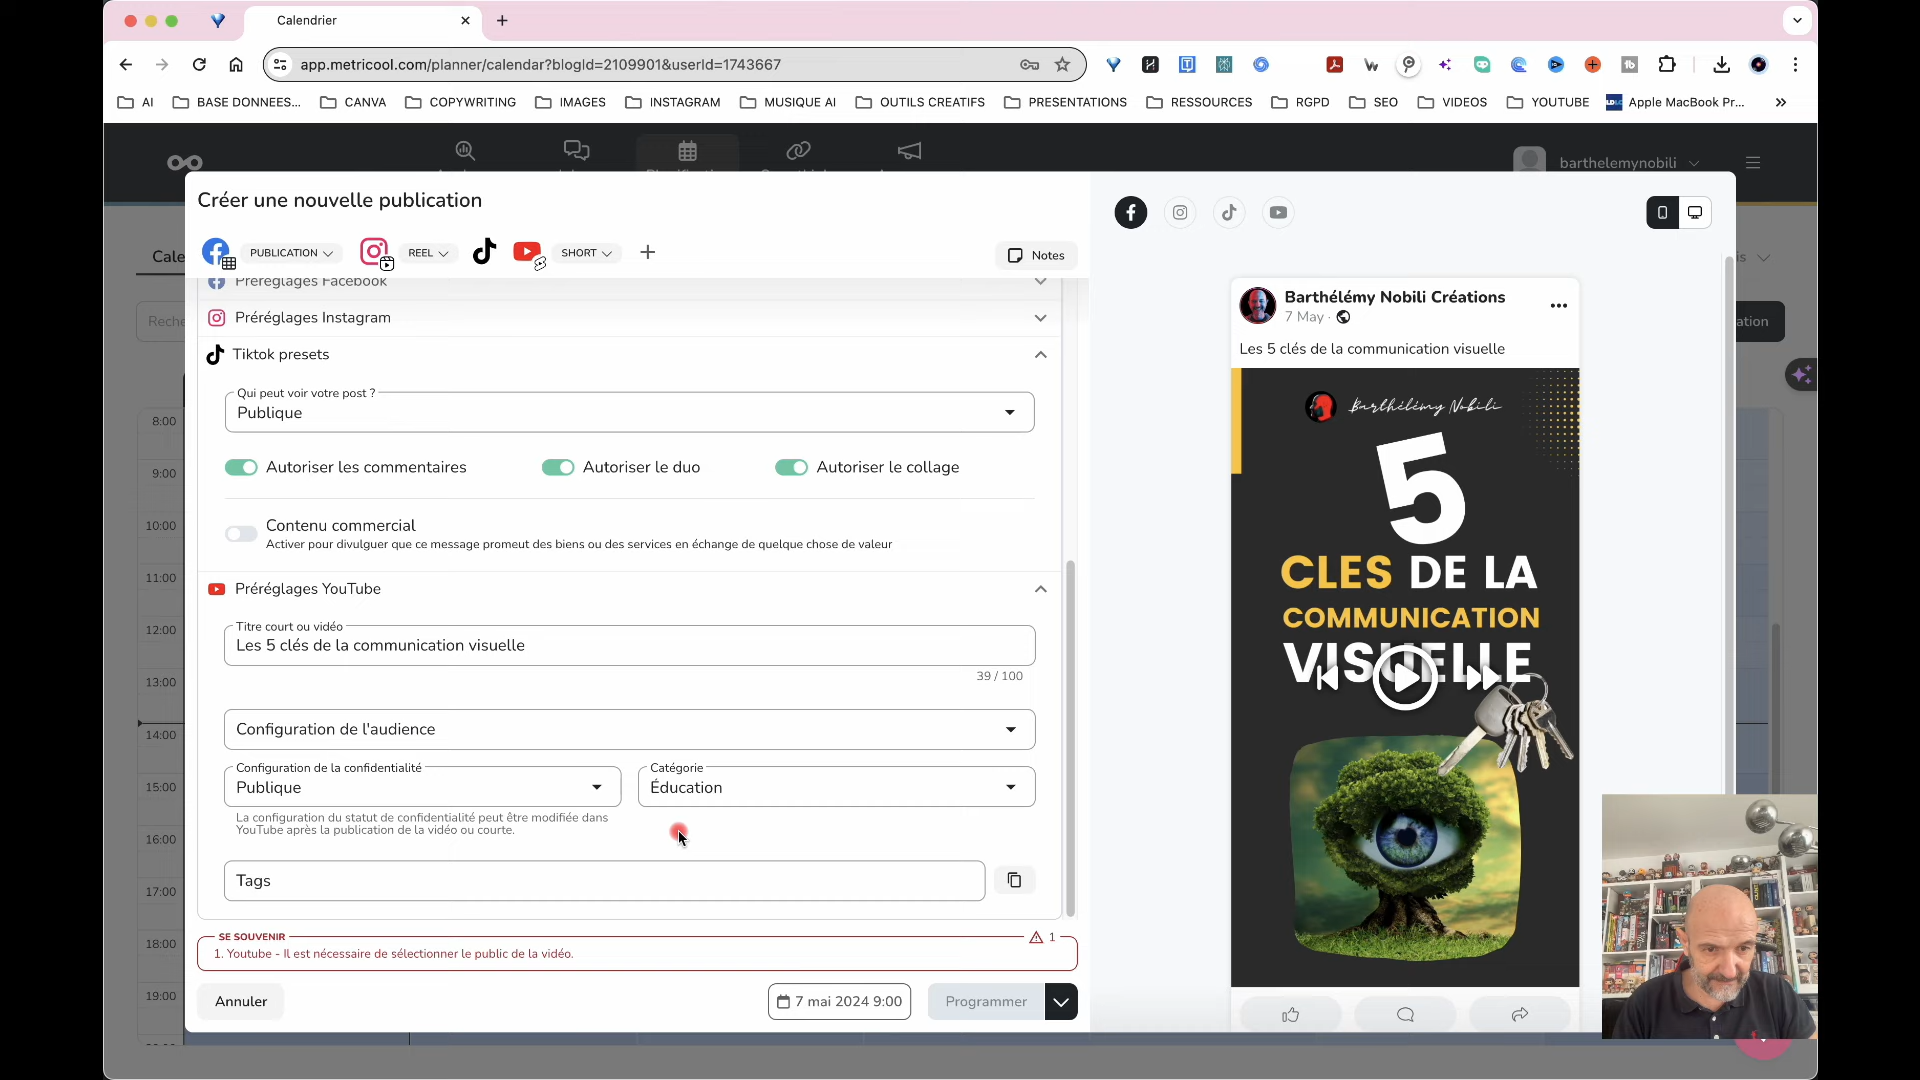 Calendrier
app.metricool.com/planner/calendar?blogId=2109901&userId=1743667
AI
BASE DONNEES...
CANVA
COPYWRITING
IMAGES
INSTAGRAM
MUSIQUE AI
OUTILS CREATIFS
PRESENTATIONS
RESSOURCES
RGPD
SEO
VIDEOS
YOUTUBE
Apple MacBook Pr...
barthelemynobili
Cale
Reche
ation
Créer une nouvelle publication
PUBLICATION
REEL
SHORT
Notes
Préréglages Facebook
Préréglages Instagram
Tiktok presets
Qui peut voir votre post ?
Publique
Autoriser les commentaires
Autoriser le duo
Autoriser le collage
Contenu commercial
Activer pour divulguer que ce message promeut des biens ou des services en échange de quelque chose de valeur
Préréglages YouTube
Titre court ou vidéo
Les 5 clés de la communication visuelle
39 / 100
Configuration de l'audience
Configuration de la confidentialité
Publique
Catégorie
Éducation
La configuration du statut de confidentialité peut être modifiée dans
YouTube après la publication de la vidéo ou courte.
Tags
SE SOUVENIR
1
1. Youtube - Il est nécessaire de sélectionner le public de la vidéo.
Annuler
7 mai 2024 9:00
Programmer
8:00
9:00
10:00
11:00
12:00
13:00
14:00
15:00
16:00
17:00
18:00
19:00
Barthélémy Nobili Créations
7 May ·
Les 5 clés de la communication visuelle
Barthélémy Nobili
5
CLES DE LA
COMMUNICATION
VISUELLE